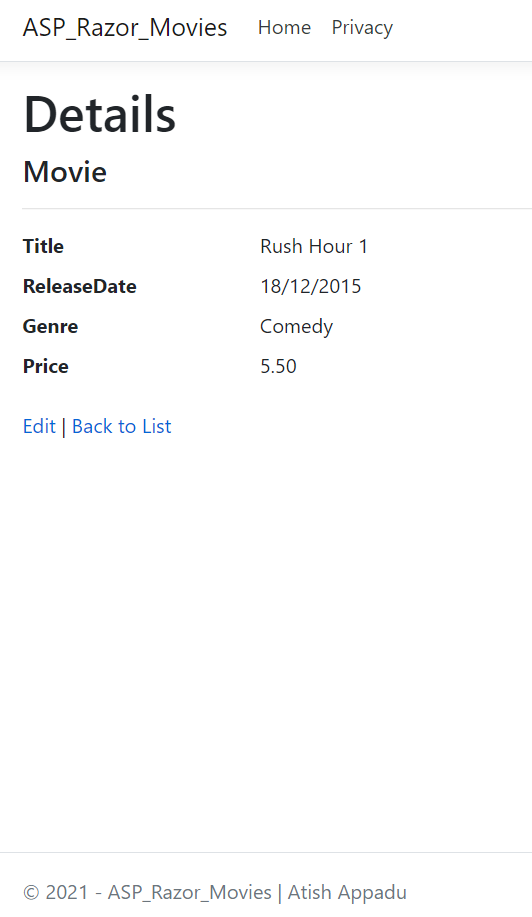 ASP_Razor_Movies Home Privacy
Details
Movie
Title Rush Hour 1
ReleaseDate 18/12/2015
Genre Comedy
Price 5.50
Edit | Back to List
© 2021 - ASP_Razor_Movies | Atish Appadu